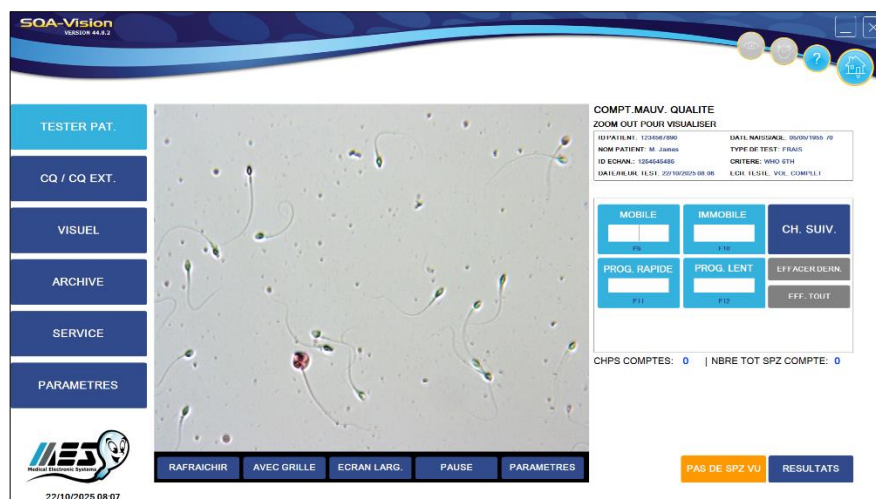 SQA-Vision
VERSION 44.8.2
?
TESTER PAT.
CQ / CQ EXT.
VISUEL
ARCHIVE
SERVICE
PARAMETRES
MES
Medical Electronic Systems
22/10/2025 08:07
RAFRAICHIR
AVEC GRILLE
ECRAN LARG.
PAUSE
PARAMETRES
COMPT.MAUV. QUALITE
ZOOM OUT POUR VISUALISER
ID PATIENT: 1234567890 DATE NAISSAGE: 05/05/1955 70
NOM PATIENT: M. James TYPE DE TEST: FRAIS
ID ECHAN.: 1254545485 CRITERE: WHO 6TH
DATE/HEUR. TEST: 22/10/2025 08:06 ECH. TESTE: VOL. COMPLET
MOBILE
F9
IMMOBILE
F10
CH. SUIV.
PROG. RAPIDE
F11
PROG. LENT
F12
EFFACER DERN.
EFF. TOUT
CHPS COMPTES: 0 | NBRE TOT SPZ COMPTE: 0
PAS DE SPZ VU
RESULTATS